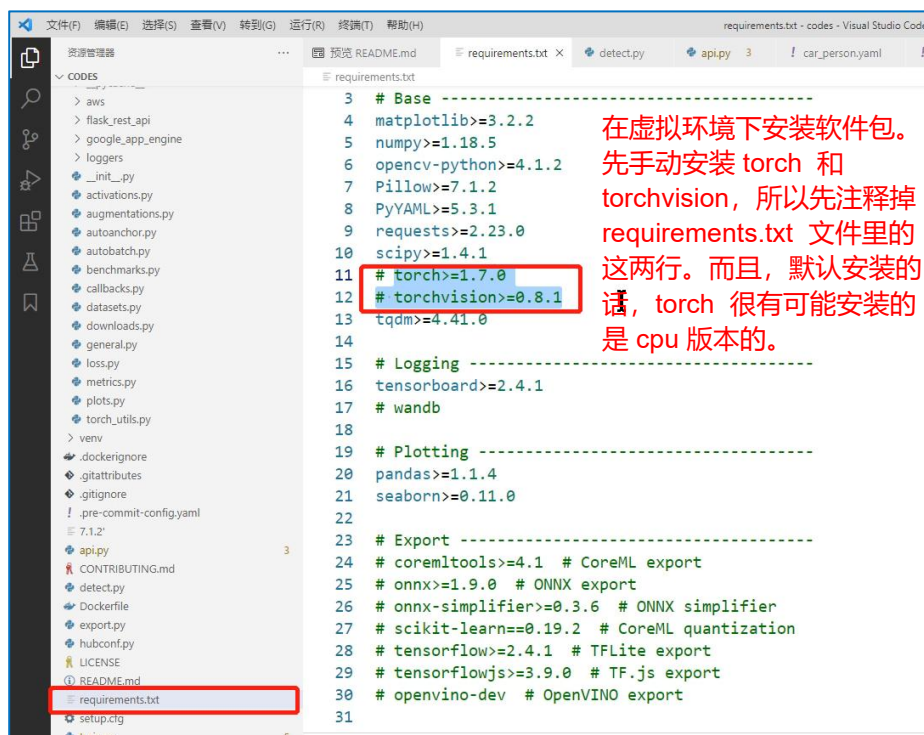 文件(F) 编辑(E) 选择(S) 查看(V) 转到(G) 运行(R) 终端(T) 帮助(H)
requirements.txt - codes - Visual Studio Code
资源管理器
···
预览 README.md
requirements.txt ×
detect.py
api.py 3
! car_person.yaml
CODES
> aws
> flask_rest_api
> google_app_engine
> loggers
__init__.py
activations.py
augmentations.py
autoanchor.py
autobatch.py
benchmarks.py
callbacks.py
datasets.py
downloads.py
general.py
loss.py
metrics.py
plots.py
torch_utils.py
> venv
.dockerignore
.gitattributes
.gitignore
! .pre-commit-config.yaml
7.1.2'
api.py 3
CONTRIBUTING.md
detect.py
Dockerfile
export.py
hubconf.py
LICENSE
README.md
requirements.txt
setup.cfg
requirements.txt
3 # Base ----------------------------------------
4 matplotlib>=3.2.2
5 numpy>=1.18.5
6 opencv-python>=4.1.2
7 Pillow>=7.1.2
8 PyYAML>=5.3.1
9 requests>=2.23.0
10 scipy>=1.4.1
11 # torch>=1.7.0
12 # torchvision>=0.8.1
13 tqdm>=4.41.0
14
15 # Logging -------------------------------------
16 tensorboard>=2.4.1
17 # wandb
18
19 # Plotting ------------------------------------
20 pandas>=1.1.4
21 seaborn>=0.11.0
22
23 # Export --------------------------------------
24 # coremltools>=4.1 # CoreML export
25 # onnx>=1.9.0 # ONNX export
26 # onnx-simplifier>=0.3.6 # ONNX simplifier
27 # scikit-learn==0.19.2 # CoreML quantization
28 # tensorflow>=2.4.1 # TFLite export
29 # tensorflowjs>=3.9.0 # TF.js export
30 # openvino-dev # OpenVINO export
31
在虚拟环境下安装软件包。
先手动安装 torch 和
torchvision，所以先注释掉
requirements.txt 文件里的
这两行。而且，默认安装的
话，torch 很有可能安装的
是 cpu 版本的。